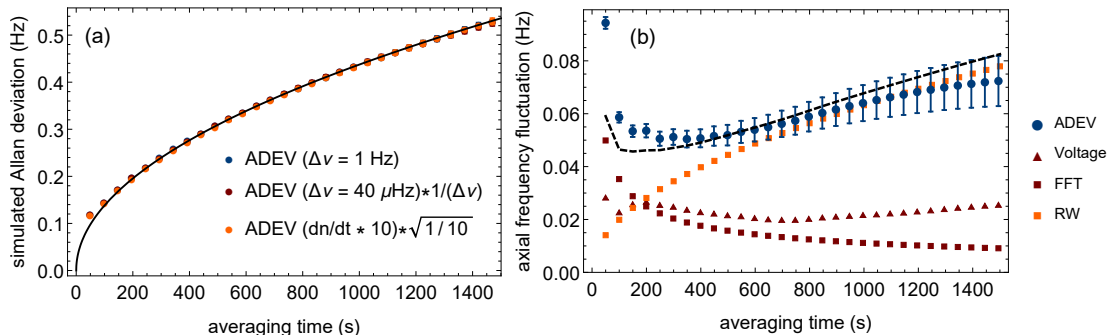 (a)
simulated Allan deviation (Hz)
0.5
0.4
0.3
0.2
0.1
0.0
ADEV (Δν = 1 Hz)
ADEV (Δν = 40 μHz)*1/(Δν)
ADEV (dn/dt * 10)*√1/10
0 200 400 600 800 1000 1200 1400
averaging time (s)
(b)
axial frequency fluctuation (Hz)
0.10
0.08
0.06
0.04
0.02
0.00
0 200 400 600 800 1000 1200 1400
averaging time (s)
ADEV
Voltage
FFT
RW